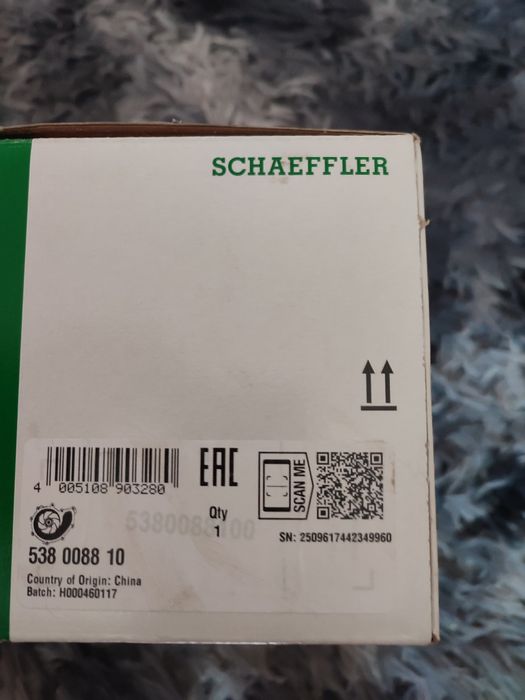 SCHAEFFLER
4 005108 903280
EAC
SCAN ME
5380088100
Qty
1
SN: 2509617442349960
538 0088 10
Country of Origin: China
Batch: H000460117